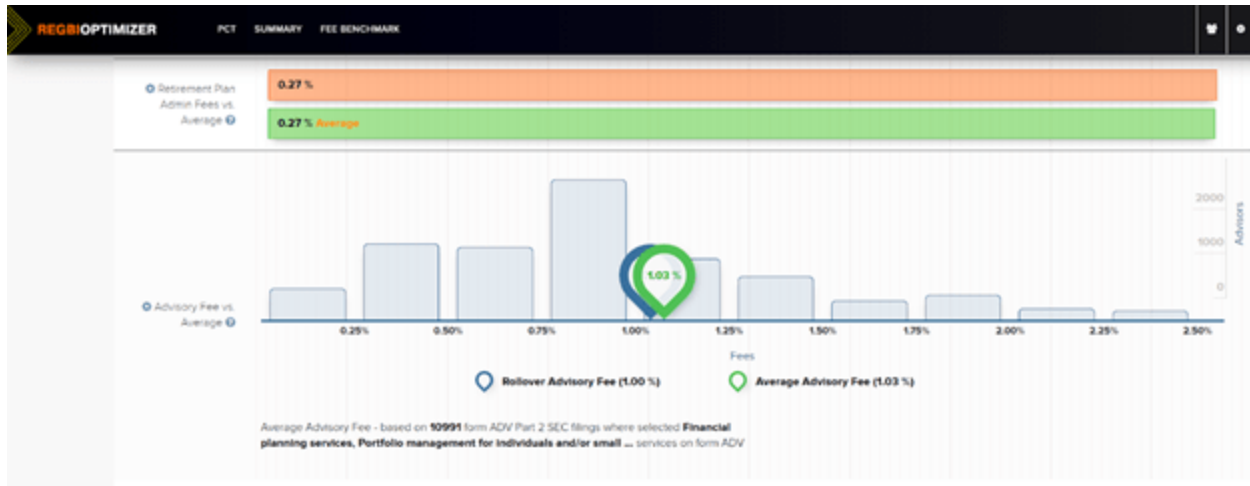 REGBIOPTIMIZER PCT SUMMARY FEE BENCHMARK
Retirement Plan
Admin Fees vs.
Average
0.27 %
0.27 % Average
Advisory Fee vs.
Average
1.03 %
2000
1000
0
Advisors
0.25% 0.50% 0.75% 1.00% 1.25% 1.50% 1.75% 2.00% 2.25% 2.50%
Fees
Rollover Advisory Fee (1.00 %) Average Advisory Fee (1.03 %)
Average Advisory Fee - based on 10991 form ADV Part 2 SEC filings where selected Financial
planning services, Portfolio management for individuals and/or small ... services on form ADV